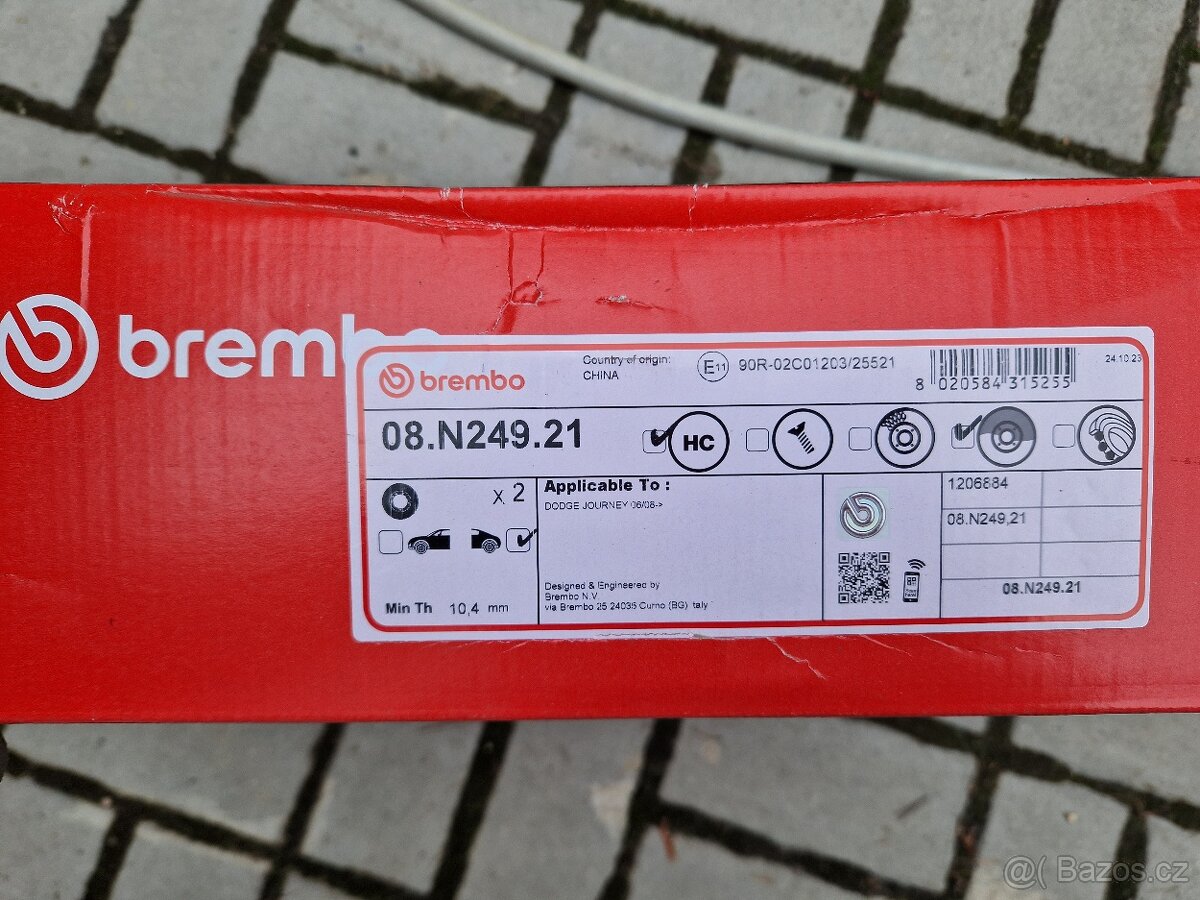 brembo
brembo
Country of origin:
CHINA
E11
90R-02C01203/25521
8 020584 315255
24.10.23
08.N249.21
HC
x 2
Applicable To :
DODGE JOURNEY 06/08->
Designed & Engineered by
Brembo N.V.
via Brembo 25 24035 Curno (BG) Italy
Min Th 10,4 mm
1206884
08.N249,21
08.N249.21
@( Bazos.cz